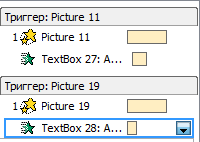 Триггер: Picture 11
1 Picture 11
TextBox 27: А...
Триггер: Picture 19
1 Picture 19
TextBox 28: А...